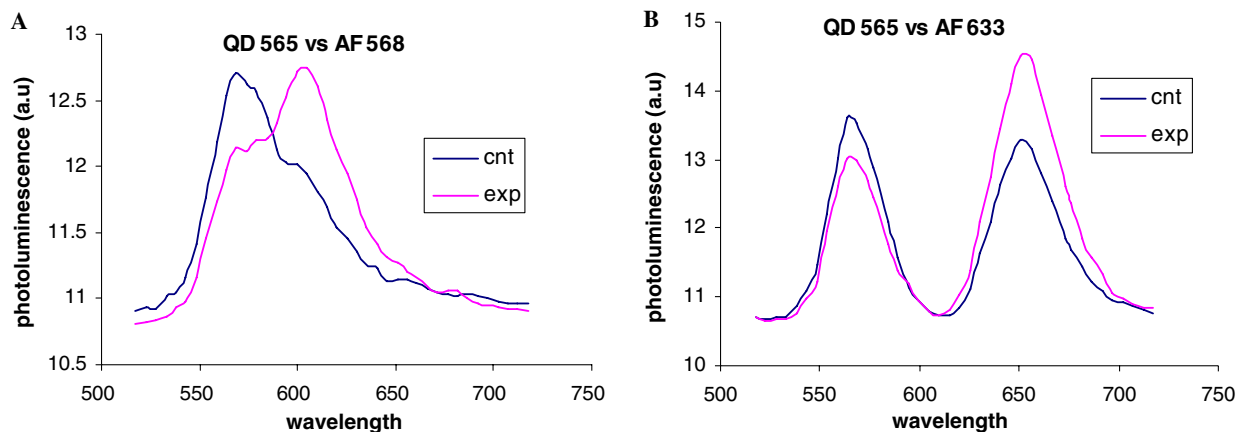 A
QD 565 vs AF 568
photoluminescence (a.u)
13
12.5
12
11.5
11
10.5
500 550 600 650 700 750
wavelength
cnt
exp
B
QD 565 vs AF 633
photoluminescence (a.u)
15
14
13
12
11
10
500 550 600 650 700 750
wavelength
cnt
exp